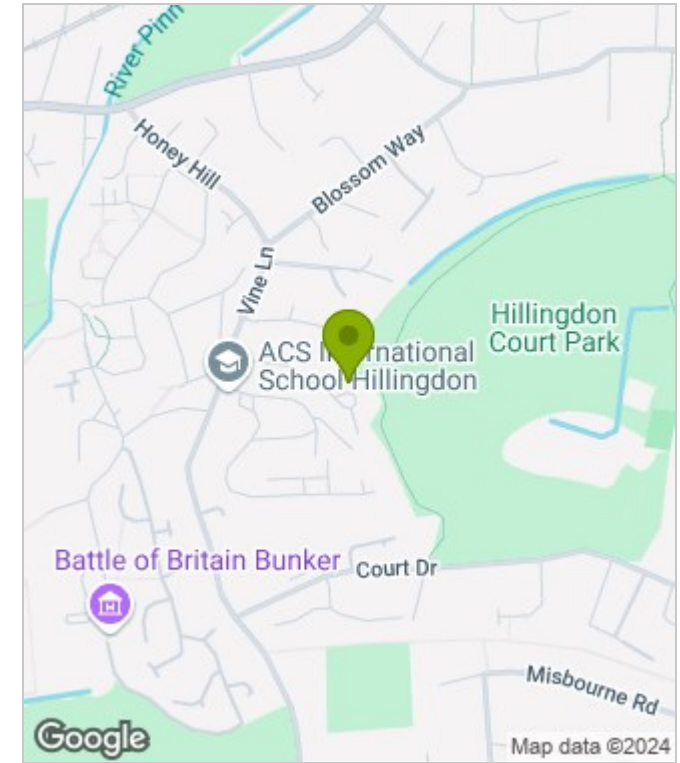 River Pinn
Honey Hill
Blossom Way
Vine Ln
Hillingdon
Court Park
ACS
School Hillingdon
Battle of Britain Bunker
Court Dr
Misbourne Rd
Google
Map data ©2024